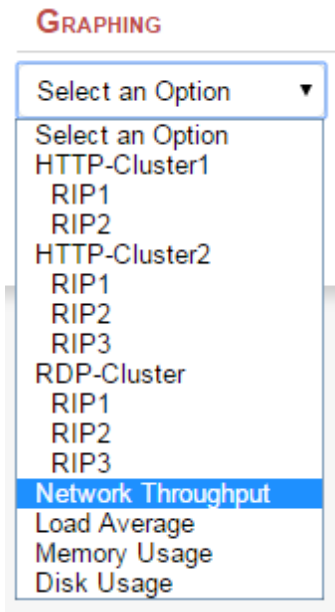 GRAPHING
Select an Option
Select an Option
HTTP-Cluster1
RIP1
RIP2
HTTP-Cluster2
RIP1
RIP2
RIP3
RDP-Cluster
RIP1
RIP2
RIP3
Network Throughput
Load Average
Memory Usage
Disk Usage